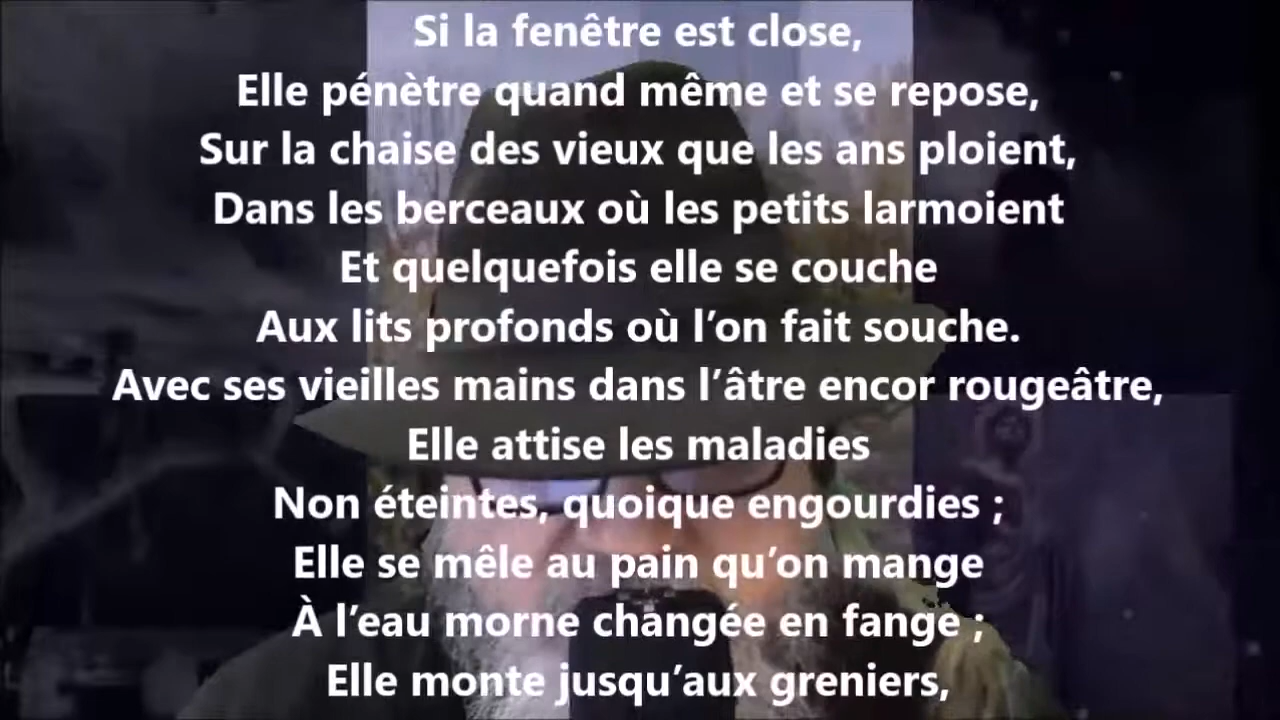 Si la fenêtre est close,
Elle pénètre quand même et se repose,
Sur la chaise des vieux que les ans ploient,
Dans les berceaux où les petits larmoient
Et quelquefois elle se couche
Aux lits profonds où l’on fait souche.
Avec ses vieilles mains dans l’âtre encor rougeâtre,
Elle attise les maladies
Non éteintes, quoique engourdies ;
Elle se mêle au pain qu’on mange
À l’eau morne changée en fange ;
Elle monte jusqu’aux greniers,